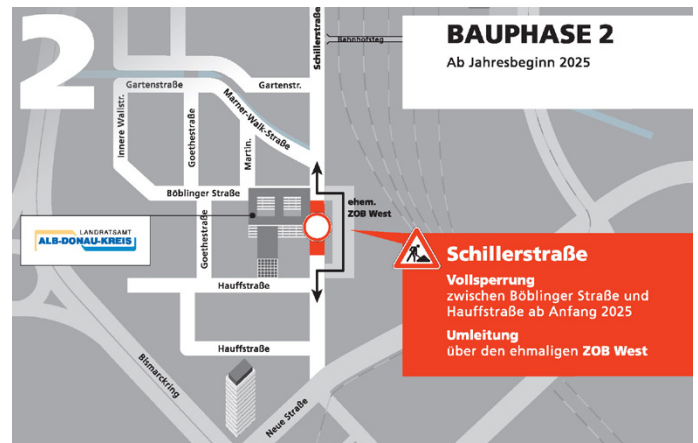 2
BAUPHASE 2
Ab Jahresbeginn 2025
Schillerstraße
Bahnhofsteg
Gartenstraße
Gartenstr.
Innere Wallstr.
Goethestraße
Marner-Walk-Straße
Martin.
Böblinger Straße
ehem.
ZOB West
LANDRATSAMT
ALB-DONAU-KREIS
Goethestraße
Hauffstraße
Hauffstraße
Bismarckring
Neue Straße
Schillerstraße
Vollsperrung
zwischen Böblinger Straße und
Hauffstraße ab Anfang 2025
Umleitung
über den ehmaligen ZOB West